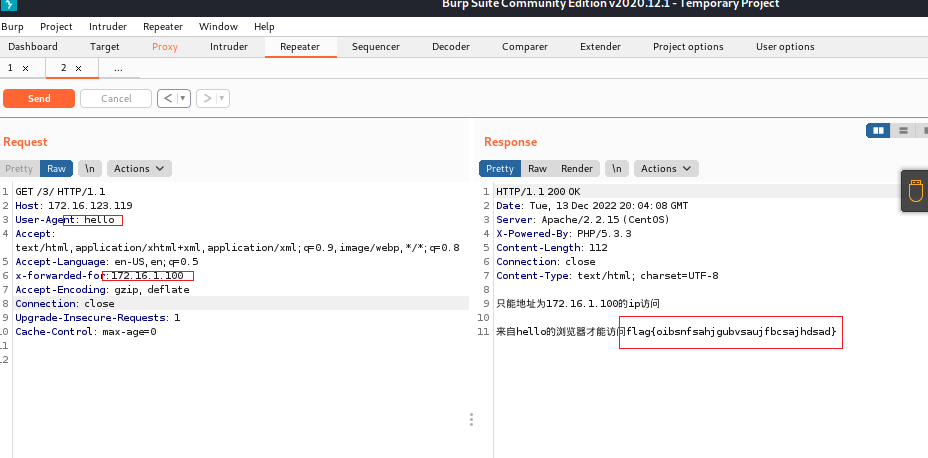 Burp Suite Community Edition v2020.12.1 - Temporary Project
Burp Project Intruder Repeater Window Help
Dashboard Target Proxy Intruder Repeater Sequencer Decoder Comparer Extender Project options User options
1 × 2 × ...
Send Cancel < ▼ > ▼
Request
Pretty Raw \n Actions
1 GET /3/ HTTP/1.1
2 Host: 172.16.123.119
3 User-Agent: hello
4 Accept:
text/html,application/xhtml+xml,application/xml;q=0.9,image/webp,*/*;q=0.8
5 Accept-Language: en-US,en;q=0.5
6 x-forwarded-for:172.16.1.100
7 Accept-Encoding: gzip, deflate
8 Connection: close
9 Upgrade-Insecure-Requests: 1
10 Cache-Control: max-age=0
11
12
Response
Pretty Raw Render \n Actions
1 HTTP/1.1 200 OK
2 Date: Tue, 13 Dec 2022 20:04:08 GMT
3 Server: Apache/2.2.15 (CentOS)
4 X-Powered-By: PHP/5.3.3
5 Content-Length: 112
6 Connection: close
7 Content-Type: text/html; charset=UTF-8
8
9 只能地址为172.16.1.100的ip访问
10
11 来自hello的浏览器才能访问flag{oibsnfsahjgubvsaujfbcsajhdsad}